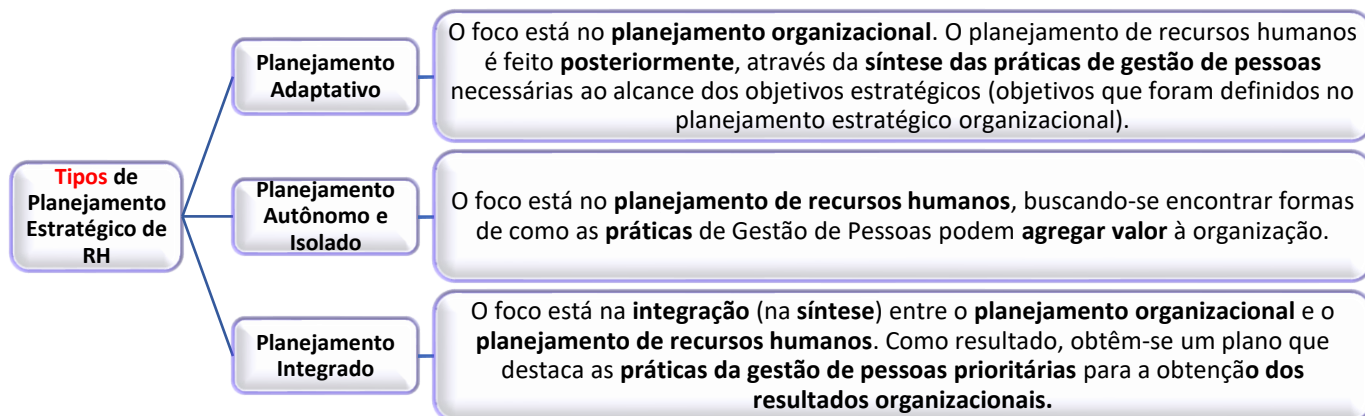 Tipos de
Planejamento
Estratégico de
RH
Planejamento
Adaptativo
O foco está no planejamento organizacional. O planejamento de recursos humanos
é feito posteriormente, através da síntese das práticas de gestão de pessoas
necessárias ao alcance dos objetivos estratégicos (objetivos que foram definidos no
planejamento estratégico organizacional).
Planejamento
Autônomo e
Isolado
O foco está no planejamento de recursos humanos, buscando-se encontrar formas
de como as práticas de Gestão de Pessoas podem agregar valor à organização.
Planejamento
Integrado
O foco está na integração (na síntese) entre o planejamento organizacional e o
planejamento de recursos humanos. Como resultado, obtêm-se um plano que
destaca as práticas da gestão de pessoas prioritárias para a obtenção dos
resultados organizacionais.